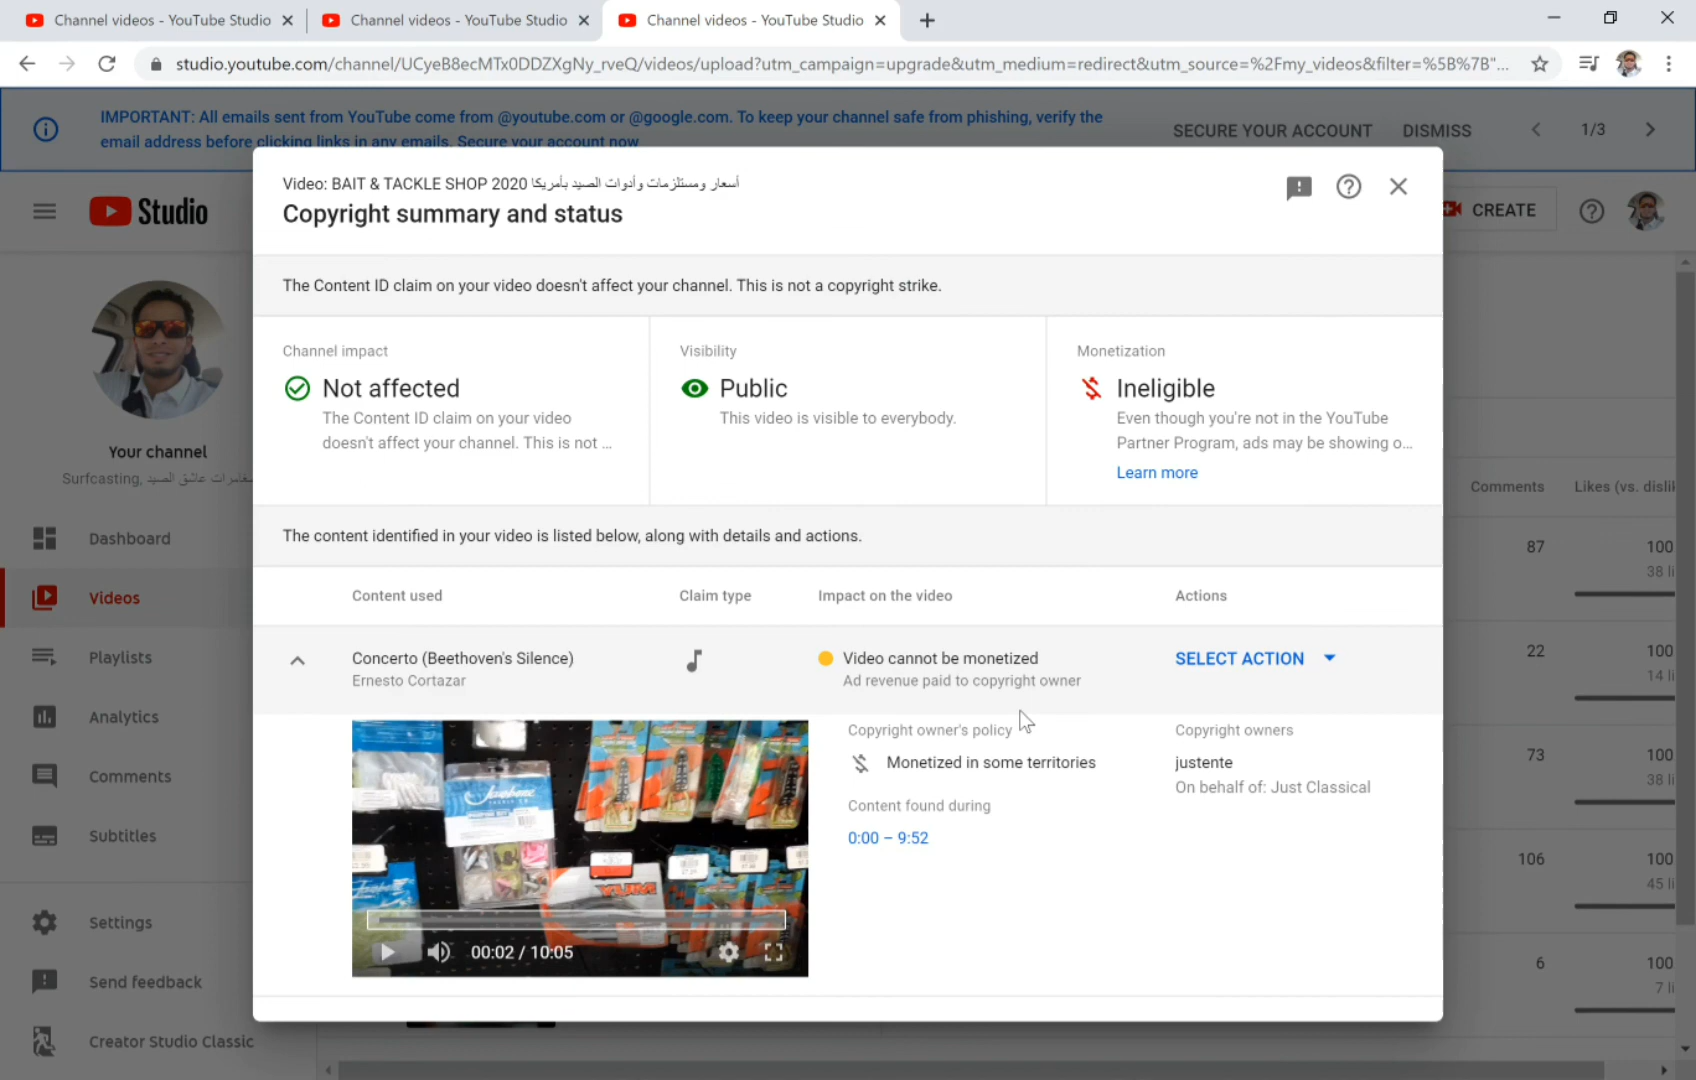 Channel videos - YouTube Studio
Channel videos - YouTube Studio
Channel videos - YouTube Studio
studio.youtube.com/channel/UCyeB8ecMTx0DDZXgNy_rveQ/videos/upload?utm_campaign=upgrade&utm_medium=redirect&utm_source=%2Fmy_videos&filter=%5B%7B"...
IMPORTANT: All emails sent from YouTube come from @youtube.com or @google.com. To keep your channel safe from phishing, verify the
email address before clicking links in any emails. Secure your account now
SECURE YOUR ACCOUNT
DISMISS
1/3
Studio
CREATE
Video: BAIT & TACKLE SHOP 2020 أسعار ومستلزمات وأدوات الصيد بأمريكا
Copyright summary and status
The Content ID claim on your video doesn't affect your channel. This is not a copyright strike.
Channel impact
Not affected
The Content ID claim on your video
doesn't affect your channel. This is not ...
Visibility
Public
This video is visible to everybody.
Monetization
Ineligible
Even though you're not in the YouTube
Partner Program, ads may be showing o...
Learn more
The content identified in your video is listed below, along with details and actions.
Content used
Claim type
Impact on the video
Actions
Concerto (Beethoven's Silence)
Ernesto Cortazar
Video cannot be monetized
Ad revenue paid to copyright owner
SELECT ACTION
Copyright owner's policy
Monetized in some territories
Content found during
0:00 – 9:52
Copyright owners
justente
On behalf of: Just Classical
YUM
00:02 / 10:05
Your channel
Surfcasting, مغامرات عاشق الصيد
Dashboard
Videos
Playlists
Analytics
Comments
Subtitles
Settings
Send feedback
Creator Studio Classic
Comments
Likes (vs. disli
87
100
38 li
22
100
14 li
73
100
38 li
106
100
45 li
6
100
7 li